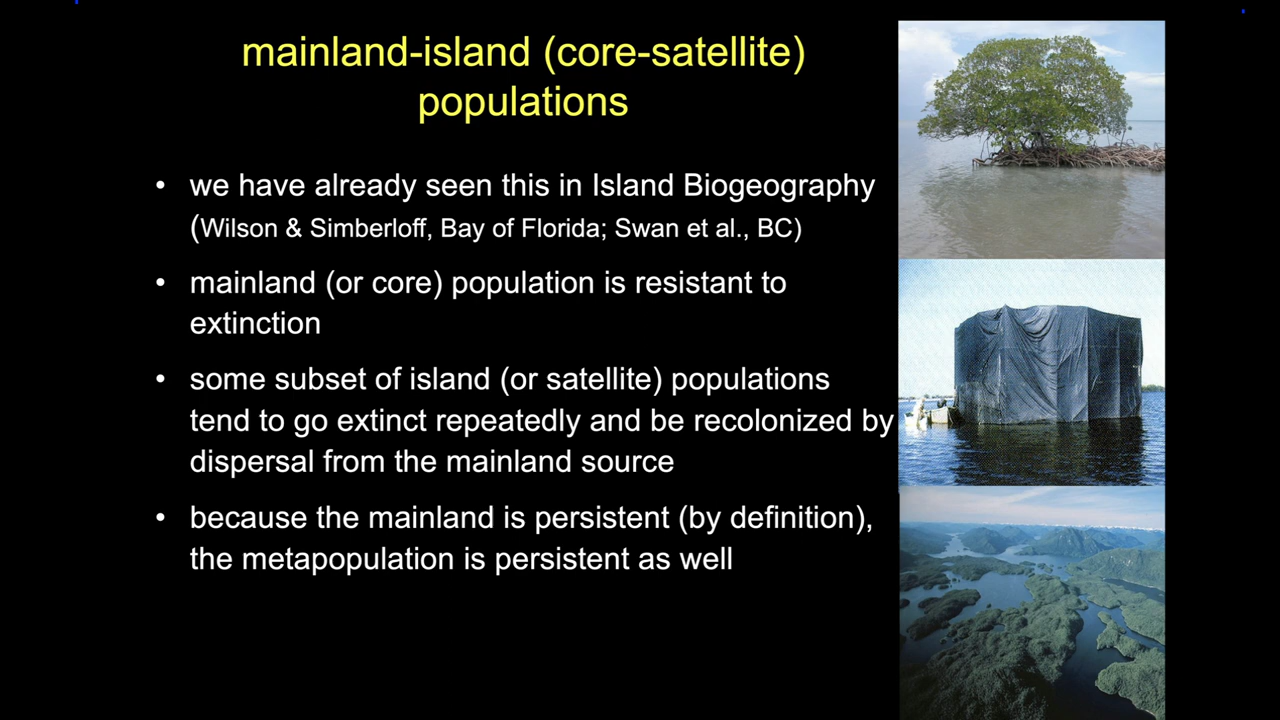 mainland-island (core-satellite)
populations
• we have already seen this in Island Biogeography
(Wilson & Simberloff, Bay of Florida; Swan et al., BC)
• mainland (or core) population is resistant to
extinction
• some subset of island (or satellite) populations
tend to go extinct repeatedly and be recolonized by
dispersal from the mainland source
• because the mainland is persistent (by definition),
the metapopulation is persistent as well